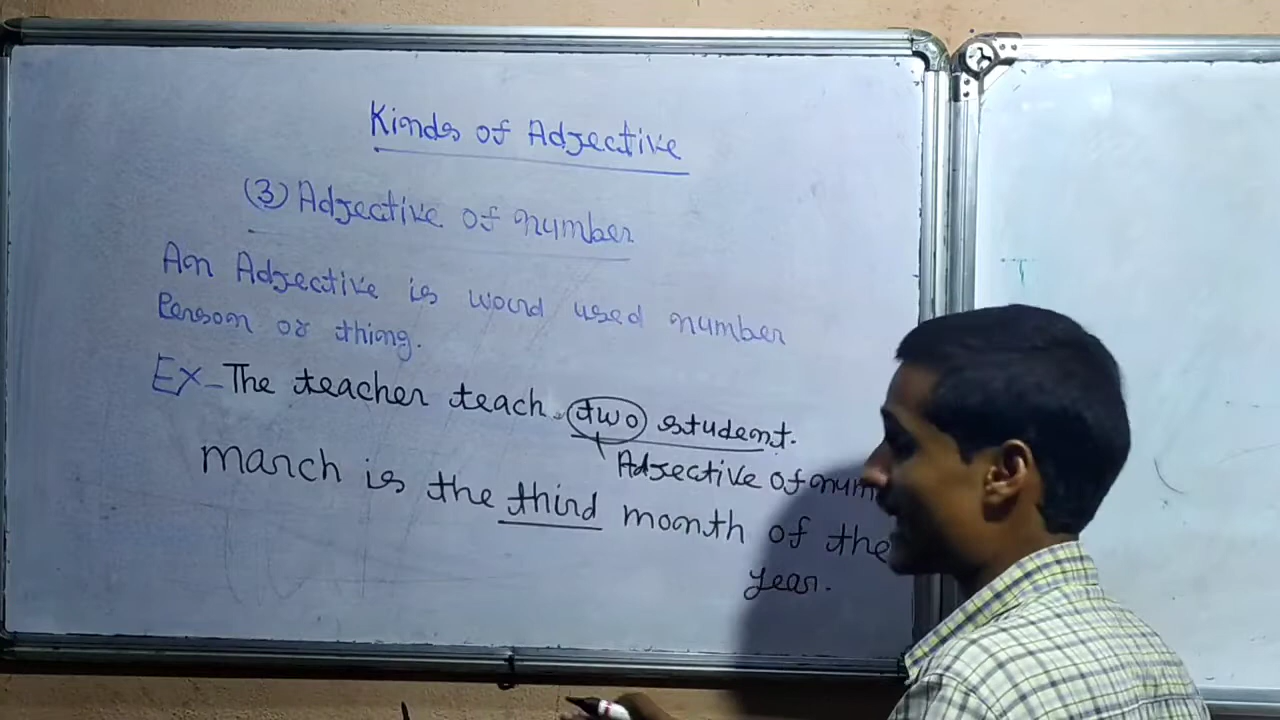 Kinds of Adjective
(3) Adjective of number
An Adjective is word used number
Person or thing.
Ex- The teacher teach two student.
Adjective of num
march is the third month of the
year.